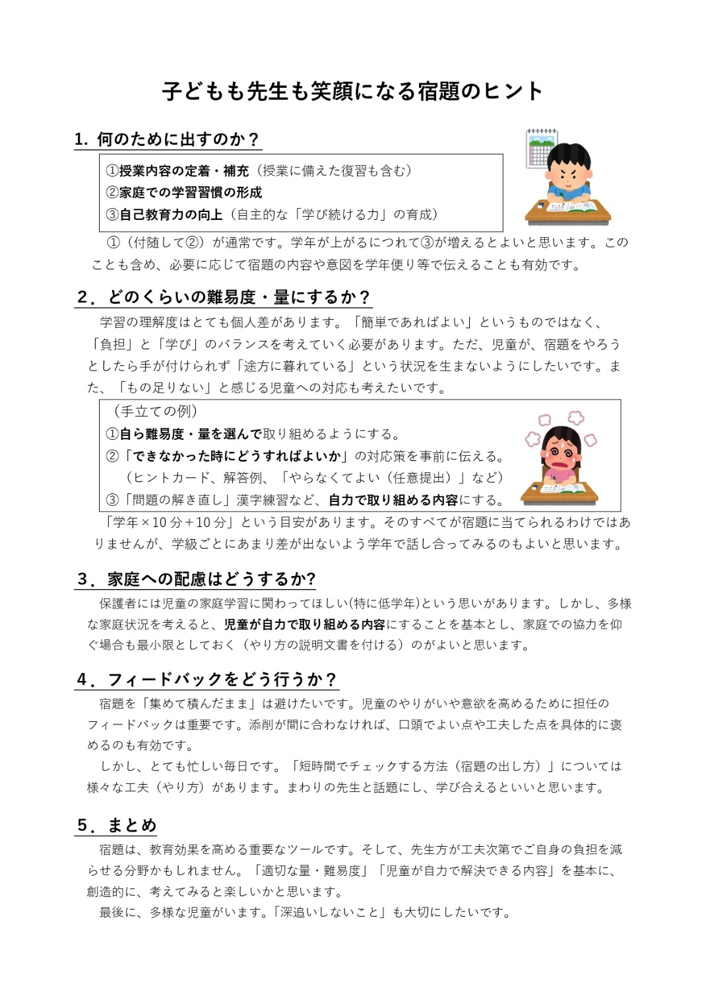 子どもも先生も笑顔になる宿題のヒント
1. 何のために出すのか？
①授業内容の定着・補充（授業に備えた復習も含む）
②家庭での学習習慣の形成
③自己教育力の向上（自主的な「学び続ける力」の育成）
①（付随して②）が通常です。学年が上がるにつれて③が増えるとよいと思います。この
ことも含め、必要に応じて宿題の内容や意図を学年便り等で伝えることも有効です。
２．どのくらいの難易度・量にするか？
学習の理解度はとても個人差があります。「簡単であればよい」というものではなく、
「負担」と「学び」のバランスを考えていく必要があります。ただ、児童が、宿題をやろう
としたら手が付けられず「途方に暮れている」という状況を生まないようにしたいです。ま
た、「もの足りない」と感じる児童への対応も考えたいです。
（手立ての例）
①自ら難易度・量を選んで取り組めるようにする。
②「できなかった時にどうすればよいか」の対応策を事前に伝える。
（ヒントカード、解答例、「やらなくてよい（任意提出）」など）
③「問題の解き直し」漢字練習など、自力で取り組める内容にする。
「学年×10 分＋10 分」という目安があります。そのすべてが宿題に当てられるわけではあ
りませんが、学級ごとにあまり差が出ないよう学年で話し合ってみるのもよいと思います。
３．家庭への配慮はどうするか?
保護者には児童の家庭学習に関わってほしい(特に低学年)という思いがあります。しかし、多様
な家庭状況を考えると、児童が自力で取り組める内容にすることを基本とし、家庭での協力を仰
ぐ場合も最小限としておく（やり方の説明文書を付ける）のがよいと思います。
４．フィードバックをどう行うか？
宿題を「集めて積んだまま」は避けたいです。児童のやりがいや意欲を高めるために担任の
フィードバックは重要です。添削が間に合わなければ、口頭でよい点や工夫した点を具体的に褒
めるのも有効です。
しかし、とても忙しい毎日です。「短時間でチェックする方法（宿題の出し方）」については
様々な工夫（やり方）があります。まわりの先生と話題にし、学び合えるといいと思います。
５．まとめ
宿題は、教育効果を高める重要なツールです。そして、先生方が工夫次第でご自身の負担を減
らせる分野かもしれません。「適切な量・難易度」「児童が自力で解決できる内容」を基本に、
創造的に、考えてみると楽しいかと思います。
最後に、多様な児童がいます。「深追いしないこと」も大切にしたいです。